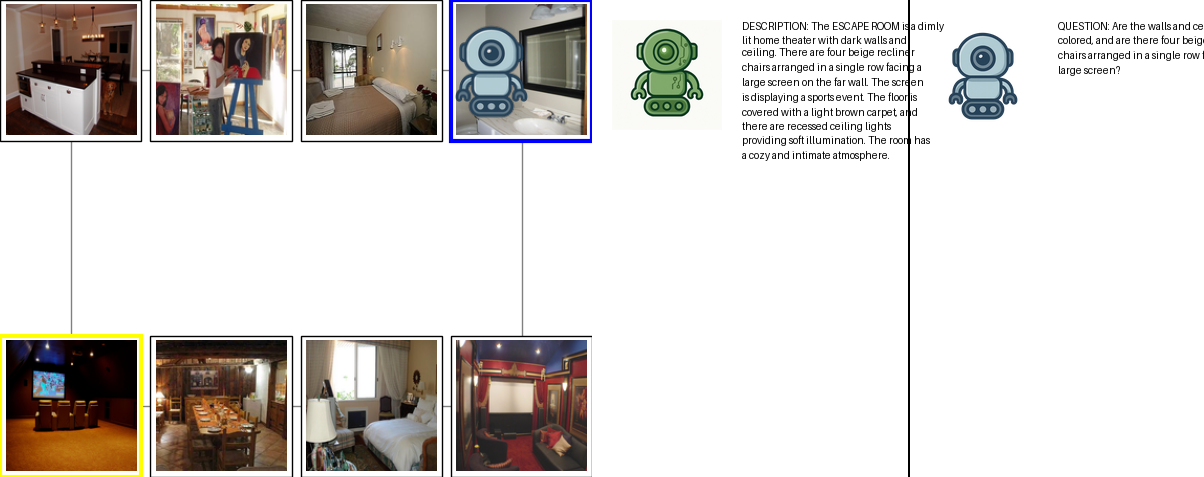 DESCRIPTION: The ESCAPE ROOM is a dimly
lit home theater with dark walls and
ceiling. There are four beige recliner
chairs arranged in a single row facing a
large screen on the far wall. The screen
is displaying a sports event. The floor is
covered with a light brown carpet, and
there are recessed ceiling lights
providing soft illumination. The room has
a cozy and intimate atmosphere.
QUESTION: Are the walls and ce
colored, and are there four beige
chairs arranged in a single row
large screen?